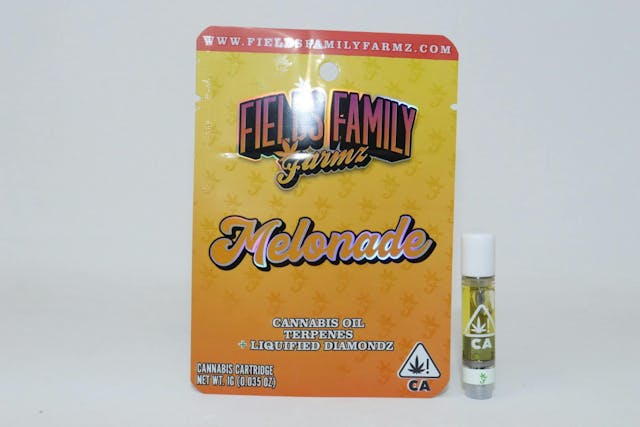 WWW.FIELDSFAMILYFARMZ.COM
FIELDS FAMILY
Farmz
Melonade
CANNABIS OIL
TERPENES
+ LIQUIFIED DIAMONDZ
CANNABIS CARTRIDGE
NET WT. 1G (0.035 OZ)
CA
CA